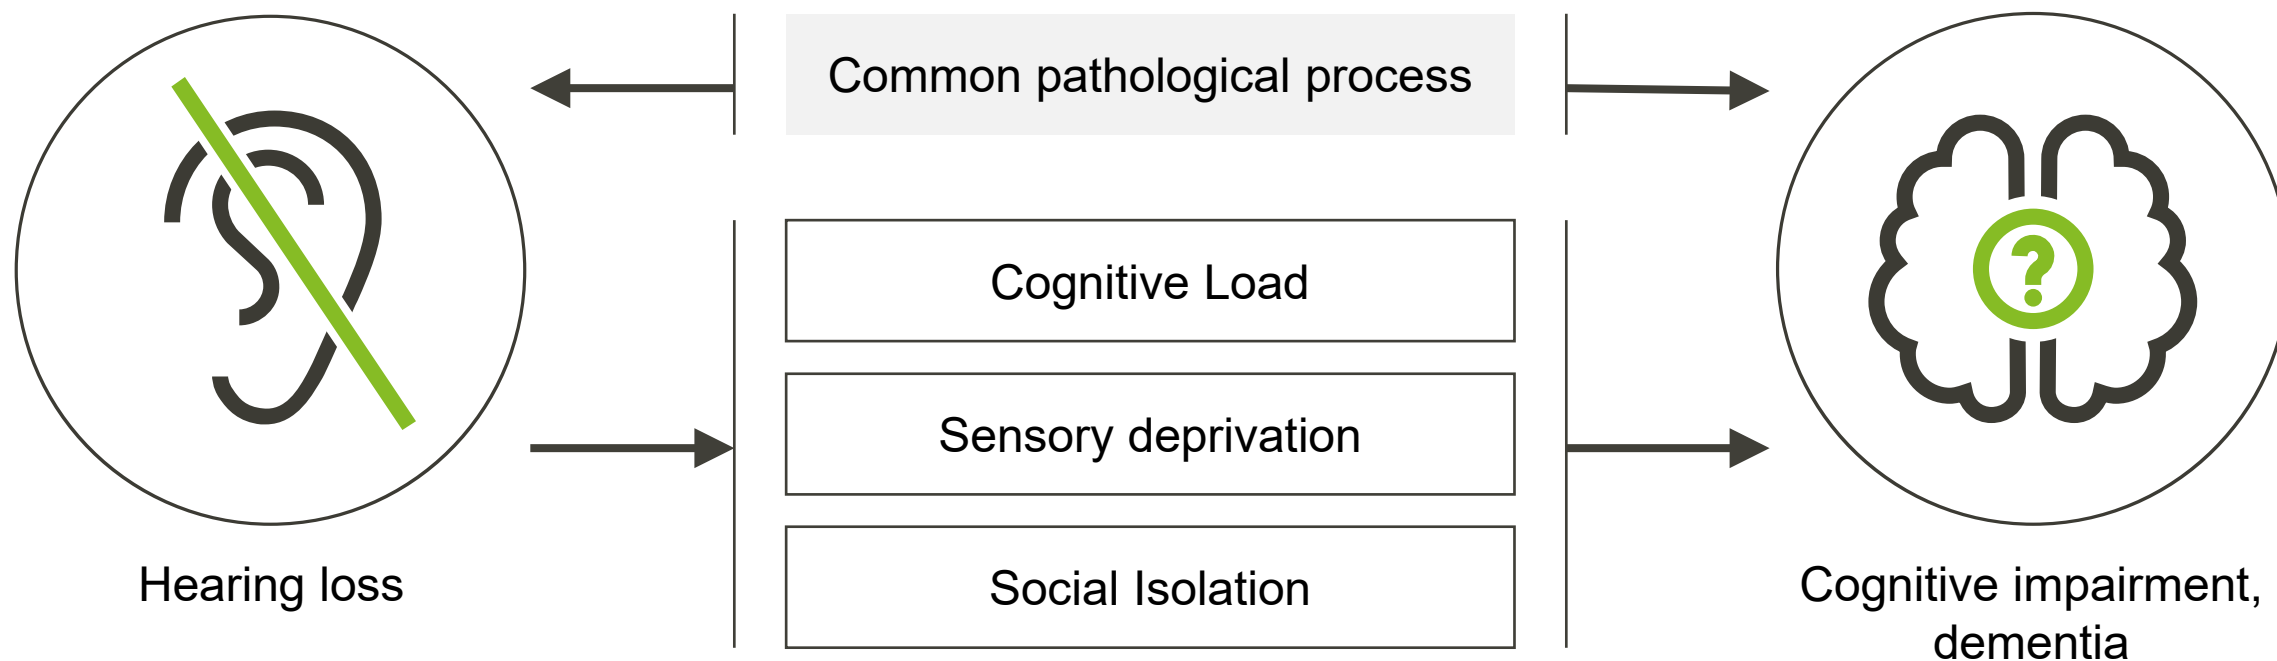 Common pathological process
Cognitive Load
Sensory deprivation
Social Isolation
Hearing loss
Cognitive impairment,
dementia
?